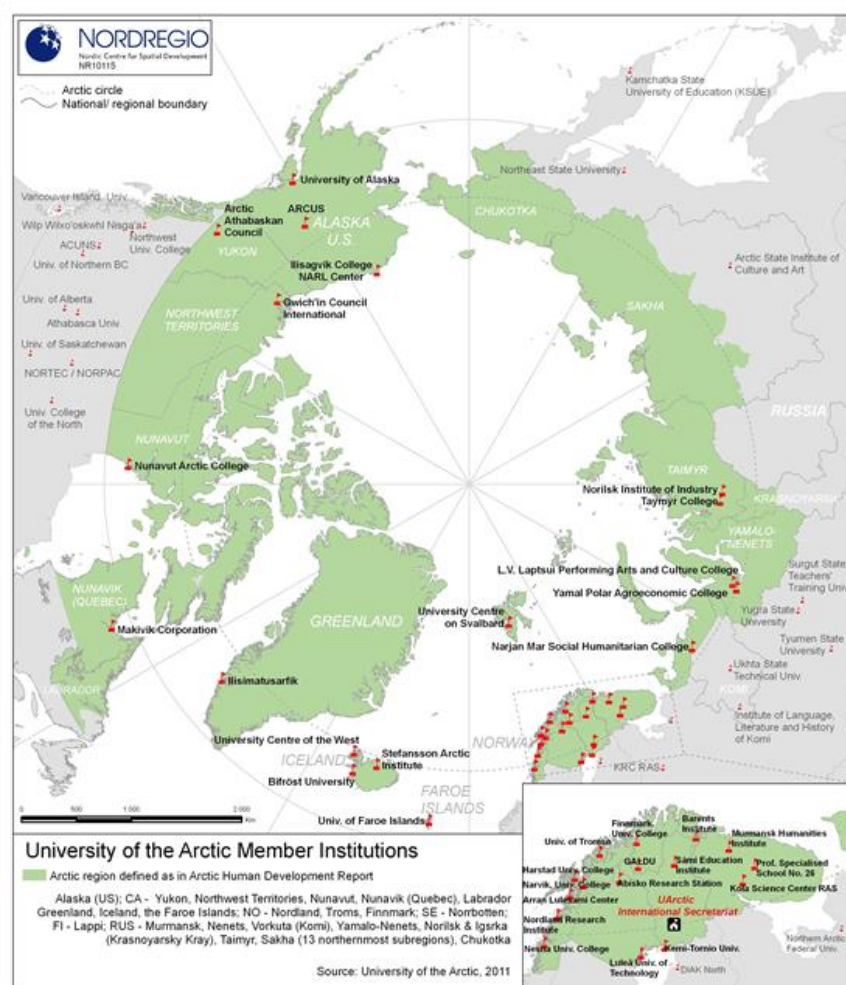 NORDREGIO
Nordic Centre for Spatial Development
NR10115
Arctic circle
National/ regional boundary
Kamchatka State
University of Education (KSUE)
Northeast State University
University of Alaska
Vancouver Island. Univ.
Wilp Wilxo'oskwhl Nisga'a
Northwest
Univ. College
ACUNS
Univ. of Northern BC
Arctic
Athabaskan
Council
ARCUS
ALASKA
U.S.
CHUKOTKA
YUKON
Ilisagvik College
NARL Center
Arctic State Institute of
Culture and Art
Univ. of Alberta
Athabasca Univ.
Gwich'in Council
International
NORTHWEST
TERRITORIES
SAKHA
Univ. of Saskatchewan
NORTEC / NORPAC
Univ. College
of the North
RUSSIA
NUNAVUT
Nunavut Arctic College
TAIMYR
Norilsk Institute of Industry
Taymyr College
KRASNOYARSK
YAMALO-
NENETS
L.V. Laptsui Performing Arts and Culture College
Yamal Polar Agroeconomic College
Surgut State
Teachers'
Training Univ
Yugra State
University
Tyumen State
University
NUNAVIK
(QUEBEC)
Makivik Corporation
GREENLAND
University Centre
on Svalbard
Narjan Mar Social Humanitarian College
Ukhta State
Technical Univ.
KOMI
Ilisimatusarfik
LABRADOR
Institute of Language,
Literature and History
of Komi
University Centre of the West
ICELAND
Stefansson Arctic
Institute
Bifröst University
NORWAY
KRC RAS
FAROE
ISLANDS
Univ. of Faroe Islands
0 500 1 000 2 000
Km
University of the Arctic Member Institutions
Arctic region defined as in Arctic Human Development Report
Alaska (US); CA - Yukon, Northwest Territories, Nunavut, Nunavik (Quebec), Labrador
Greenland, Iceland, the Faroe Islands; NO - Nordland, Troms, Finnmark; SE - Norrbotten;
FI - Lappi; RUS - Murmansk, Nenets, Vorkuta (Komi), Yamalo-Nenets, Norilsk & Igsrka
(Krasnoyarsky Kray), Taimyr, Sakha (13 northernmost subregions), Chukotka
Source: University of the Arctic, 2011
Finnmark.
Univ. College
Barents
Institute
Univ. of Tromsø
Murmansk Humanities
Institute
GALDU
Sámi Education
Institute
Prof. Specialised
School No. 26
Harstad Univ. College
Narvik. Univ. College
Abisko Research Station
Kola Science Center RAS
Arran Lulesami Center
UArctic
International Secretariat
Nordland Research
Institute
Nesna Univ. College
Kemi-Tornio Univ.
Luleå Univ. of
Technology
DIAK North
Northern Arctic
Federal Univ.